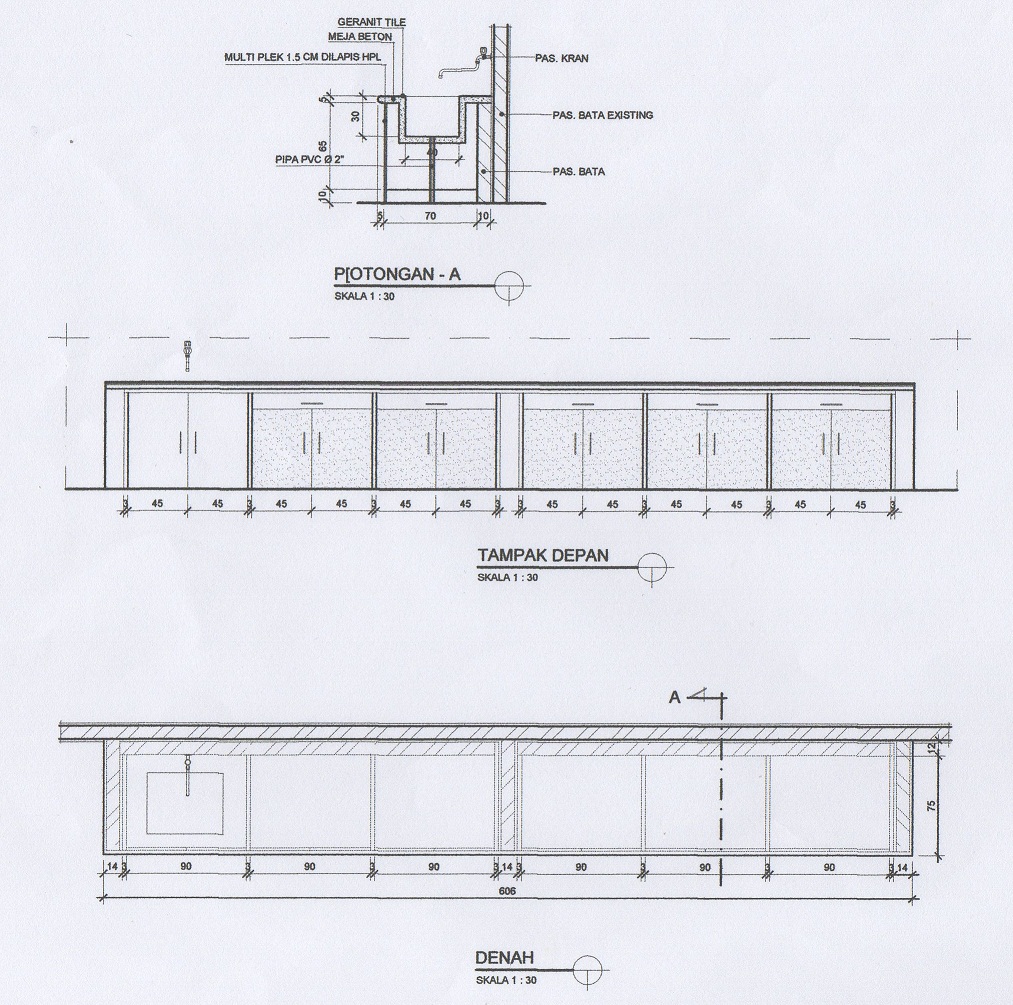 GERANIT TILE
MEJA BETON
MULTI PLEK 1.5 CM DILAPIS HPL
PAS. KRAN
5
30
PAS. BATA EXISTING
65
40
PIPA PVC Ø 2"
PAS. BATA
10
5 70 10
P[OTONGAN - A
SKALA 1 : 30
3 45 45 3 45 45 3 45 45 3 3 45 45 3 45 45 3 45 45 3
TAMPAK DEPAN
SKALA 1 : 30
A
12
75
14 3 90 3 90 3 90 3 14 3 90 3 90 3 90 3 14
606
DENAH
SKALA 1 : 30